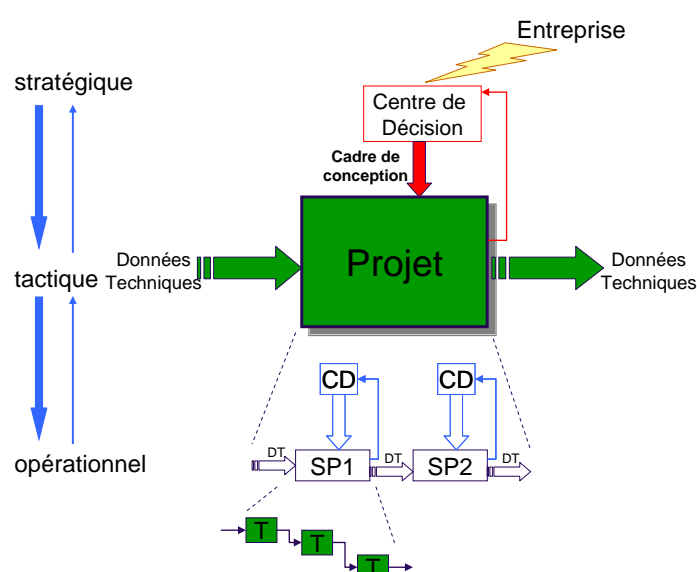 Entreprise
stratégique
Centre de
Décision
Cadre de
conception
Projet
Données
Techniques
Données
Techniques
tactique
CD
CD
DT
SP1
DT
SP2
DT
opérationnel
T
T
T